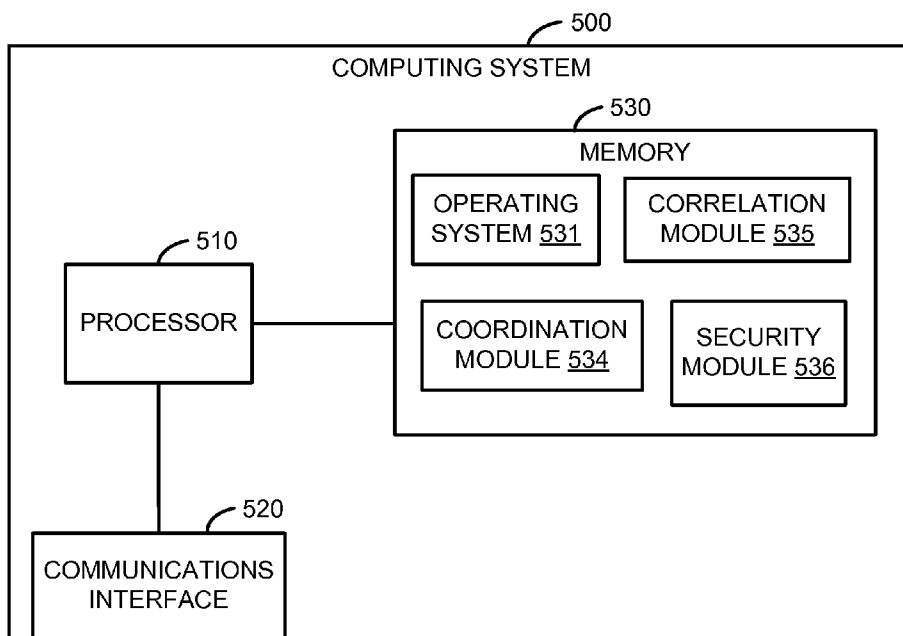 500
COMPUTING SYSTEM
530
MEMORY
OPERATING
SYSTEM 531
CORRELATION
MODULE 535
510
PROCESSOR
COORDINATION
MODULE 534
SECURITY
MODULE 536
520
COMMUNICATIONS
INTERFACE